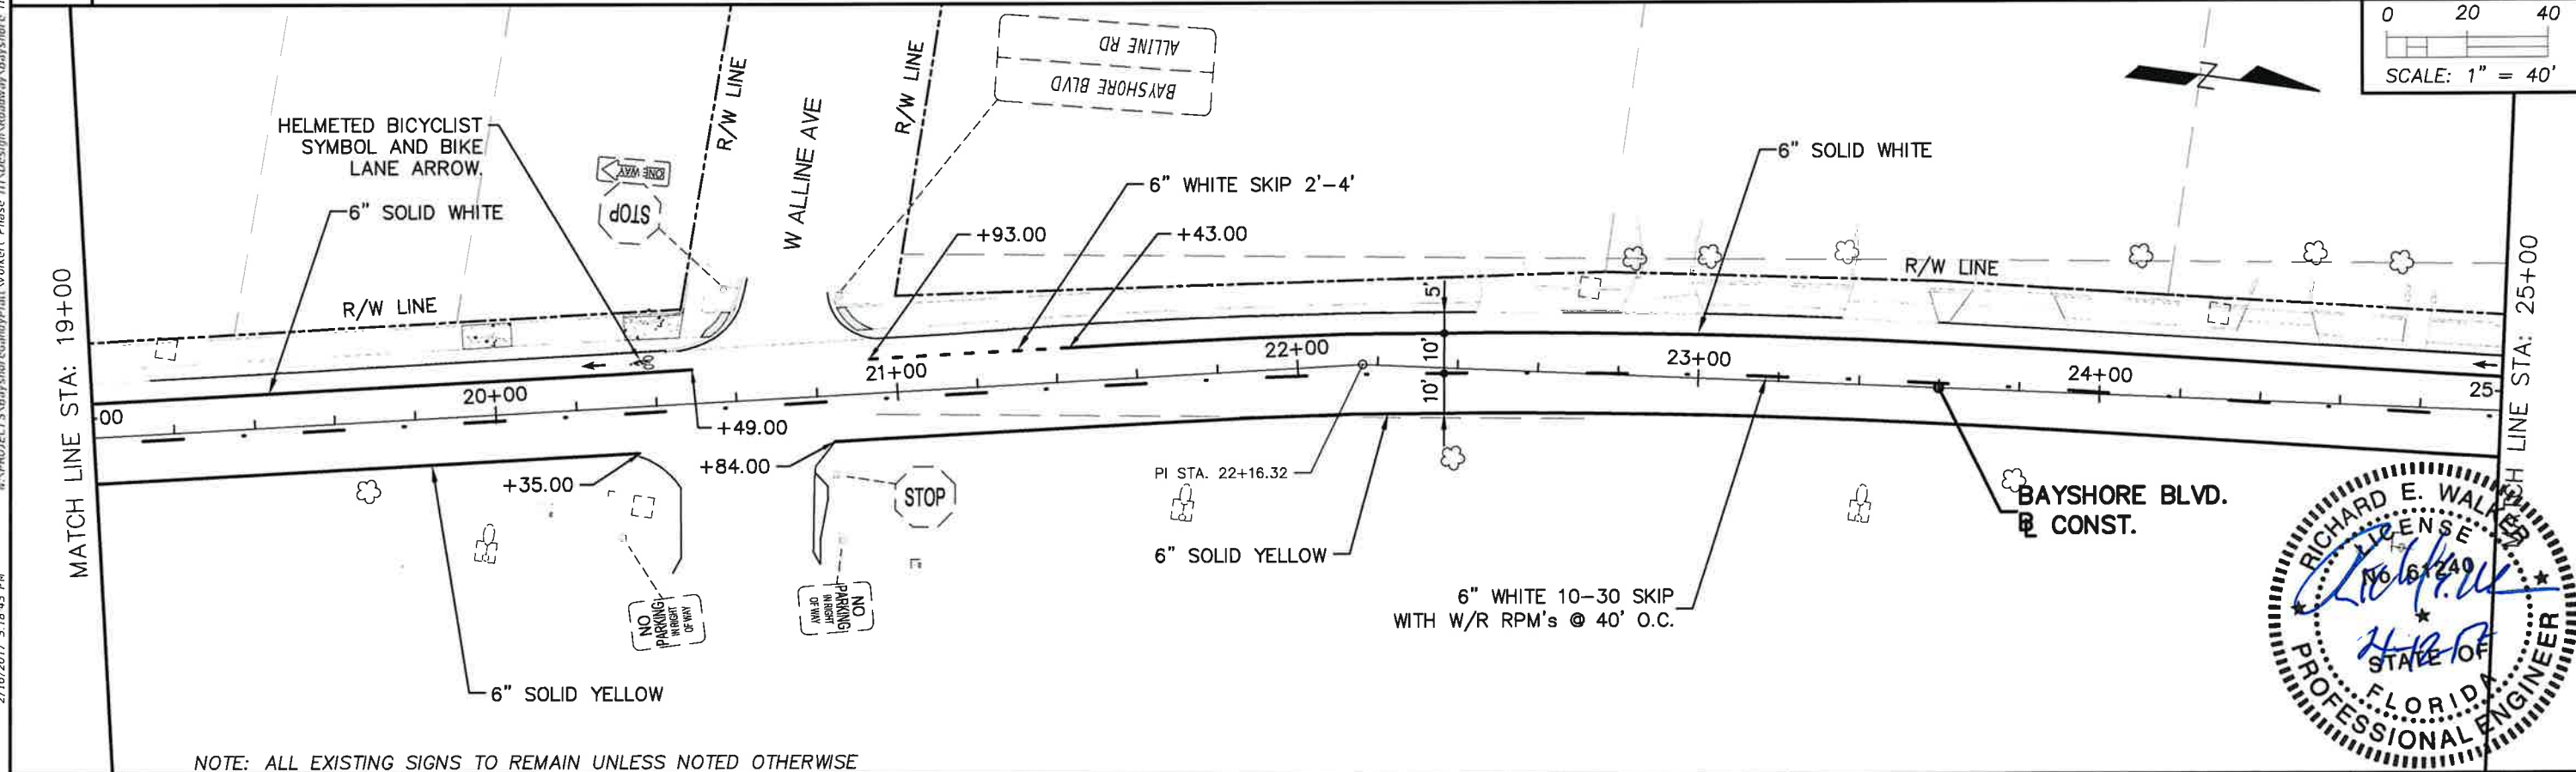 0 20 40
SCALE: 1" = 40'
Z
ALLINE RD
BAYSHORE BLVD
R/W LINE
W ALLINE AVE
R/W LINE
HELMETED BICYCLIST
SYMBOL AND BIKE
LANE ARROW.
ONE WAY
STOP
6" SOLID WHITE
6" WHITE SKIP 2'-4'
6" SOLID WHITE
+93.00
+43.00
R/W LINE
R/W LINE
MATCH LINE STA: 19+00
MATCH LINE STA: 25+00
5'
10'
10'
00
20+00
21+00
22+00
23+00
24+00
25
+49.00
+84.00
+35.00
PI STA. 22+16.32
STOP
BAYSHORE BLVD.
BL CONST.
6" SOLID YELLOW
6" WHITE 10-30 SKIP
WITH W/R RPM's @ 40' O.C.
NO
PARKING
IN RIGHT
OF WAY
NO
PARKING
IN RIGHT
OF WAY
6" SOLID YELLOW
NOTE: ALL EXISTING SIGNS TO REMAIN UNLESS NOTED OTHERWISE
RICHARD E. WALKER
LICENSE
No 61240
STATE OF
FLORIDA
PROFESSIONAL ENGINEER